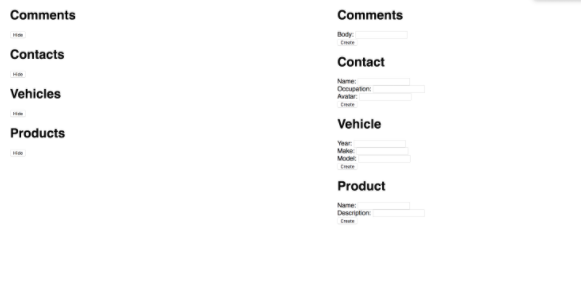 Comments
Hide
Contacts
Hide
Vehicles
Hide
Products
Hide
Comments
Body:
Create
Contact
Name:
Occupation:
Avatar:
Create
Vehicle
Year:
Make:
Model:
Create
Product
Name:
Description:
Create